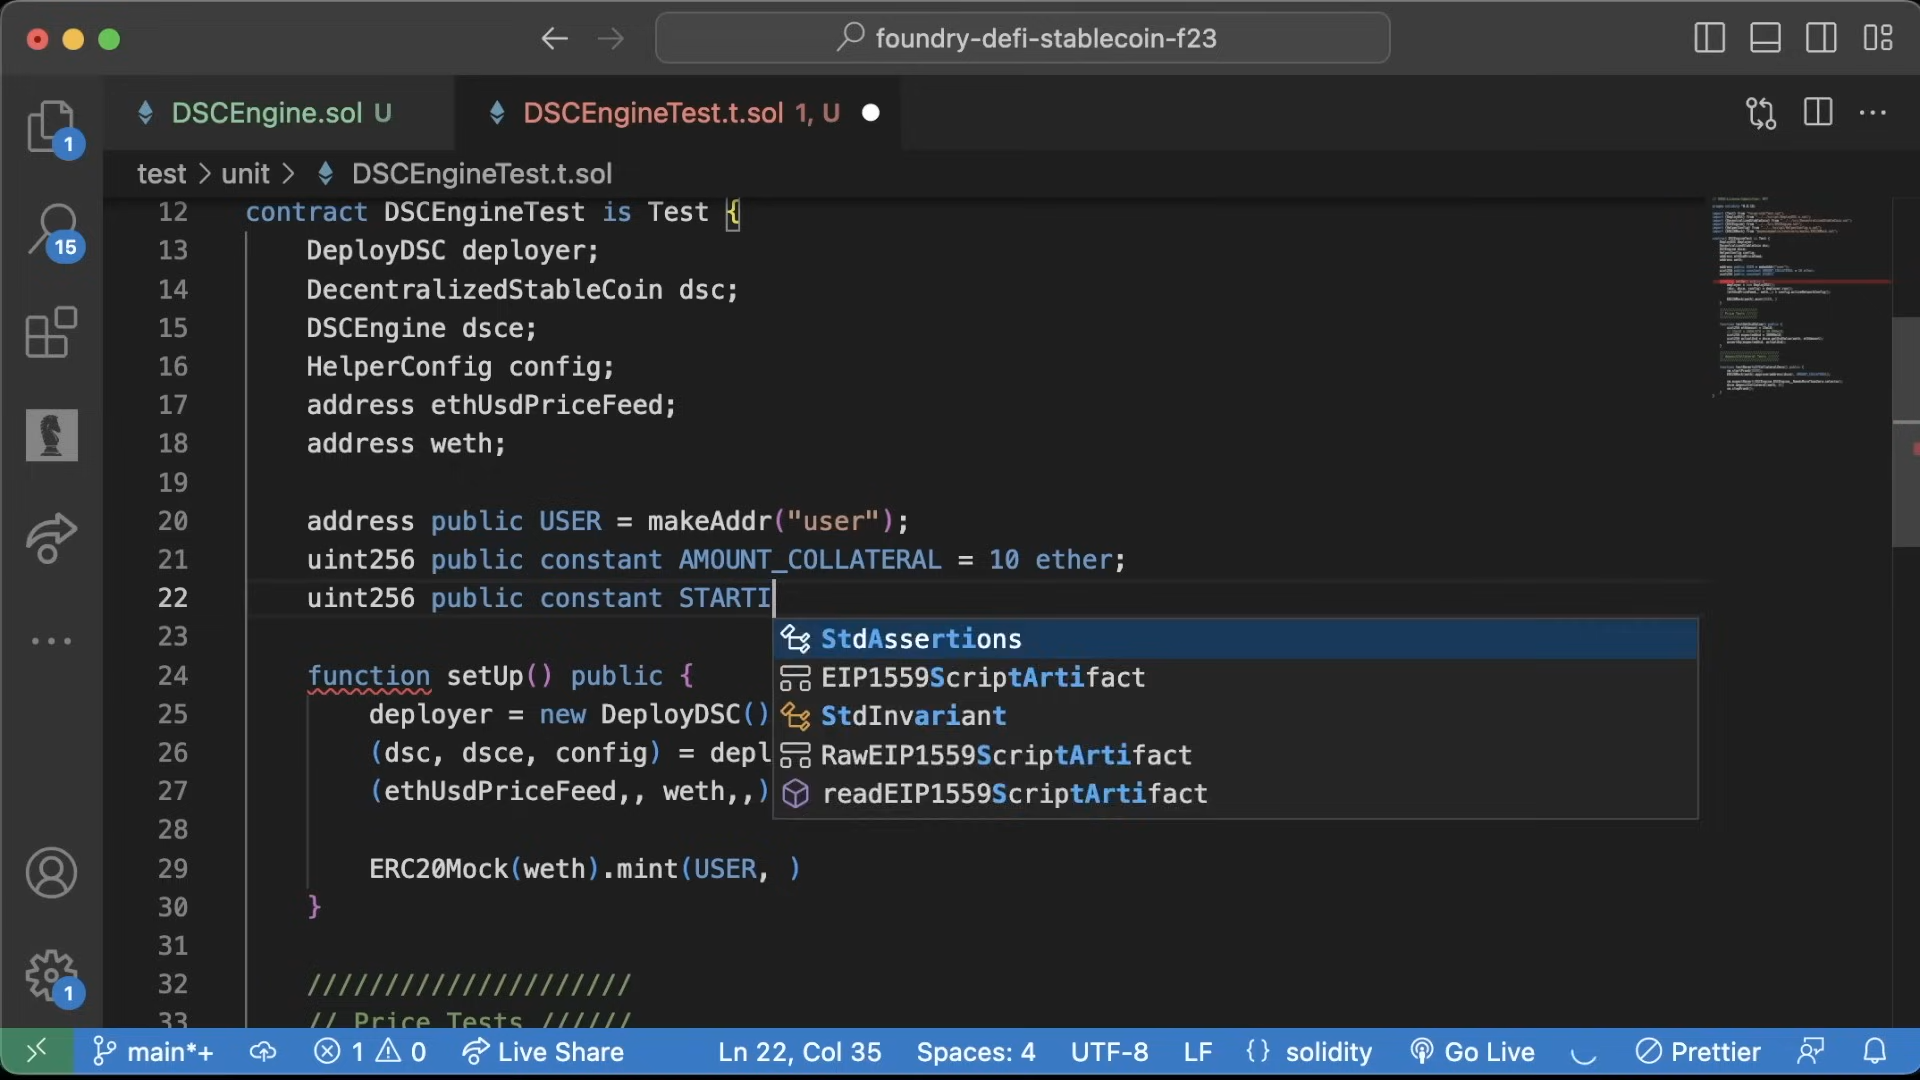 foundry-defi-stablecoin-f23
DSCEngine.sol U
DSCEngineTest.t.sol 1, U
test > unit > DSCEngineTest.t.sol
1
15
1
12 contract DSCEngineTest is Test {
13 DeployDSC deployer;
14 DecentralizedStableCoin dsc;
15 DSCEngine dsce;
16 HelperConfig config;
17 address ethUsdPriceFeed;
18 address weth;
19
20 address public USER = makeAddr("user");
21 uint256 public constant AMOUNT_COLLATERAL = 10 ether;
22 uint256 public constant STARTI
23
24 function setUp() public {
25 deployer = new DeployDSC()
26 (dsc, dsce, config) = depl
27 (ethUsdPriceFeed,, weth,,)
28
29 ERC20Mock(weth).mint(USER, )
30 }
31
32 /////////////////////
33 // Price Tests //////
StdAssertions
EIP1559ScriptArtifact
StdInvariant
RawEIP1559ScriptArtifact
readEIP1559ScriptArtifact
main*+ 1 0 Live Share Ln 22, Col 35 Spaces: 4 UTF-8 LF {} solidity Go Live Prettier